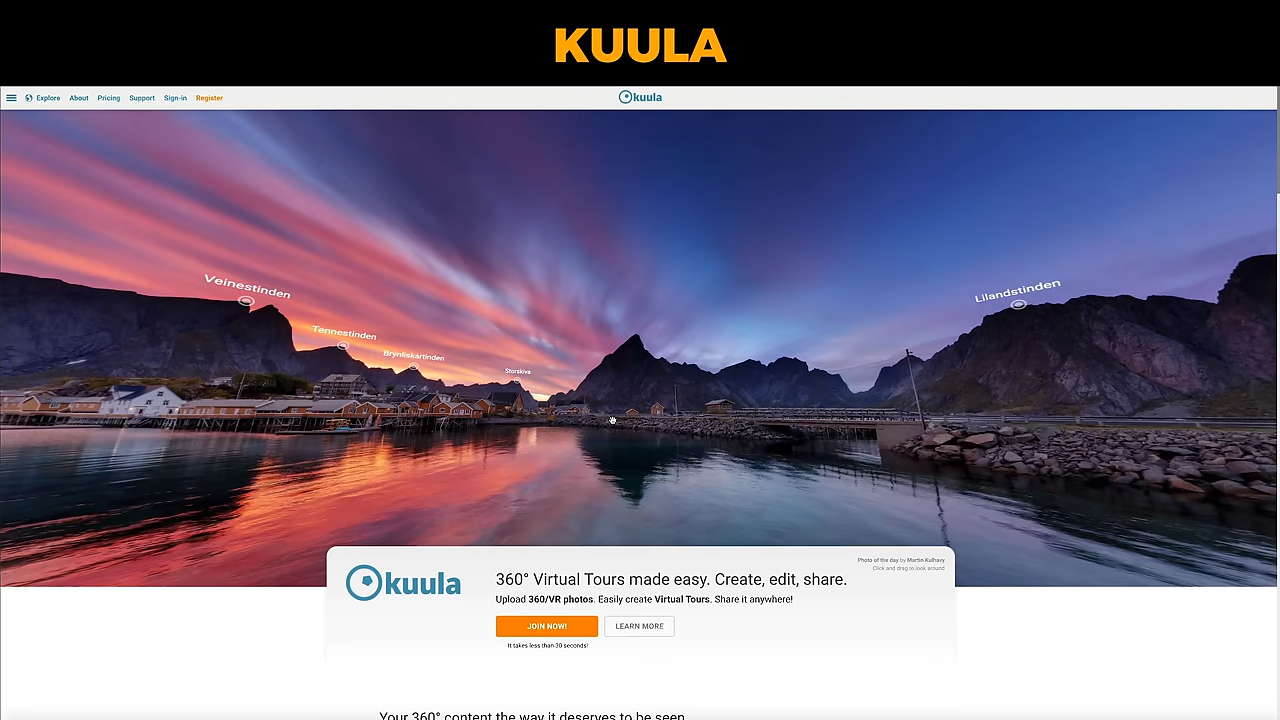 KUULA
Explore About Pricing Support Sign-in Register
kuula
Veinestinden
Lilandstinden
Tennestinden
Brynliskartinden
Storskiva
Photo of the day by Martin Kulhavy
Click and drag to look around
kuula
360° Virtual Tours made easy. Create, edit, share.
Upload 360/VR photos. Easily create Virtual Tours. Share it anywhere!
JOIN NOW!
LEARN MORE
It takes less than 30 seconds!
Your 360° content the way it deserves to be seen